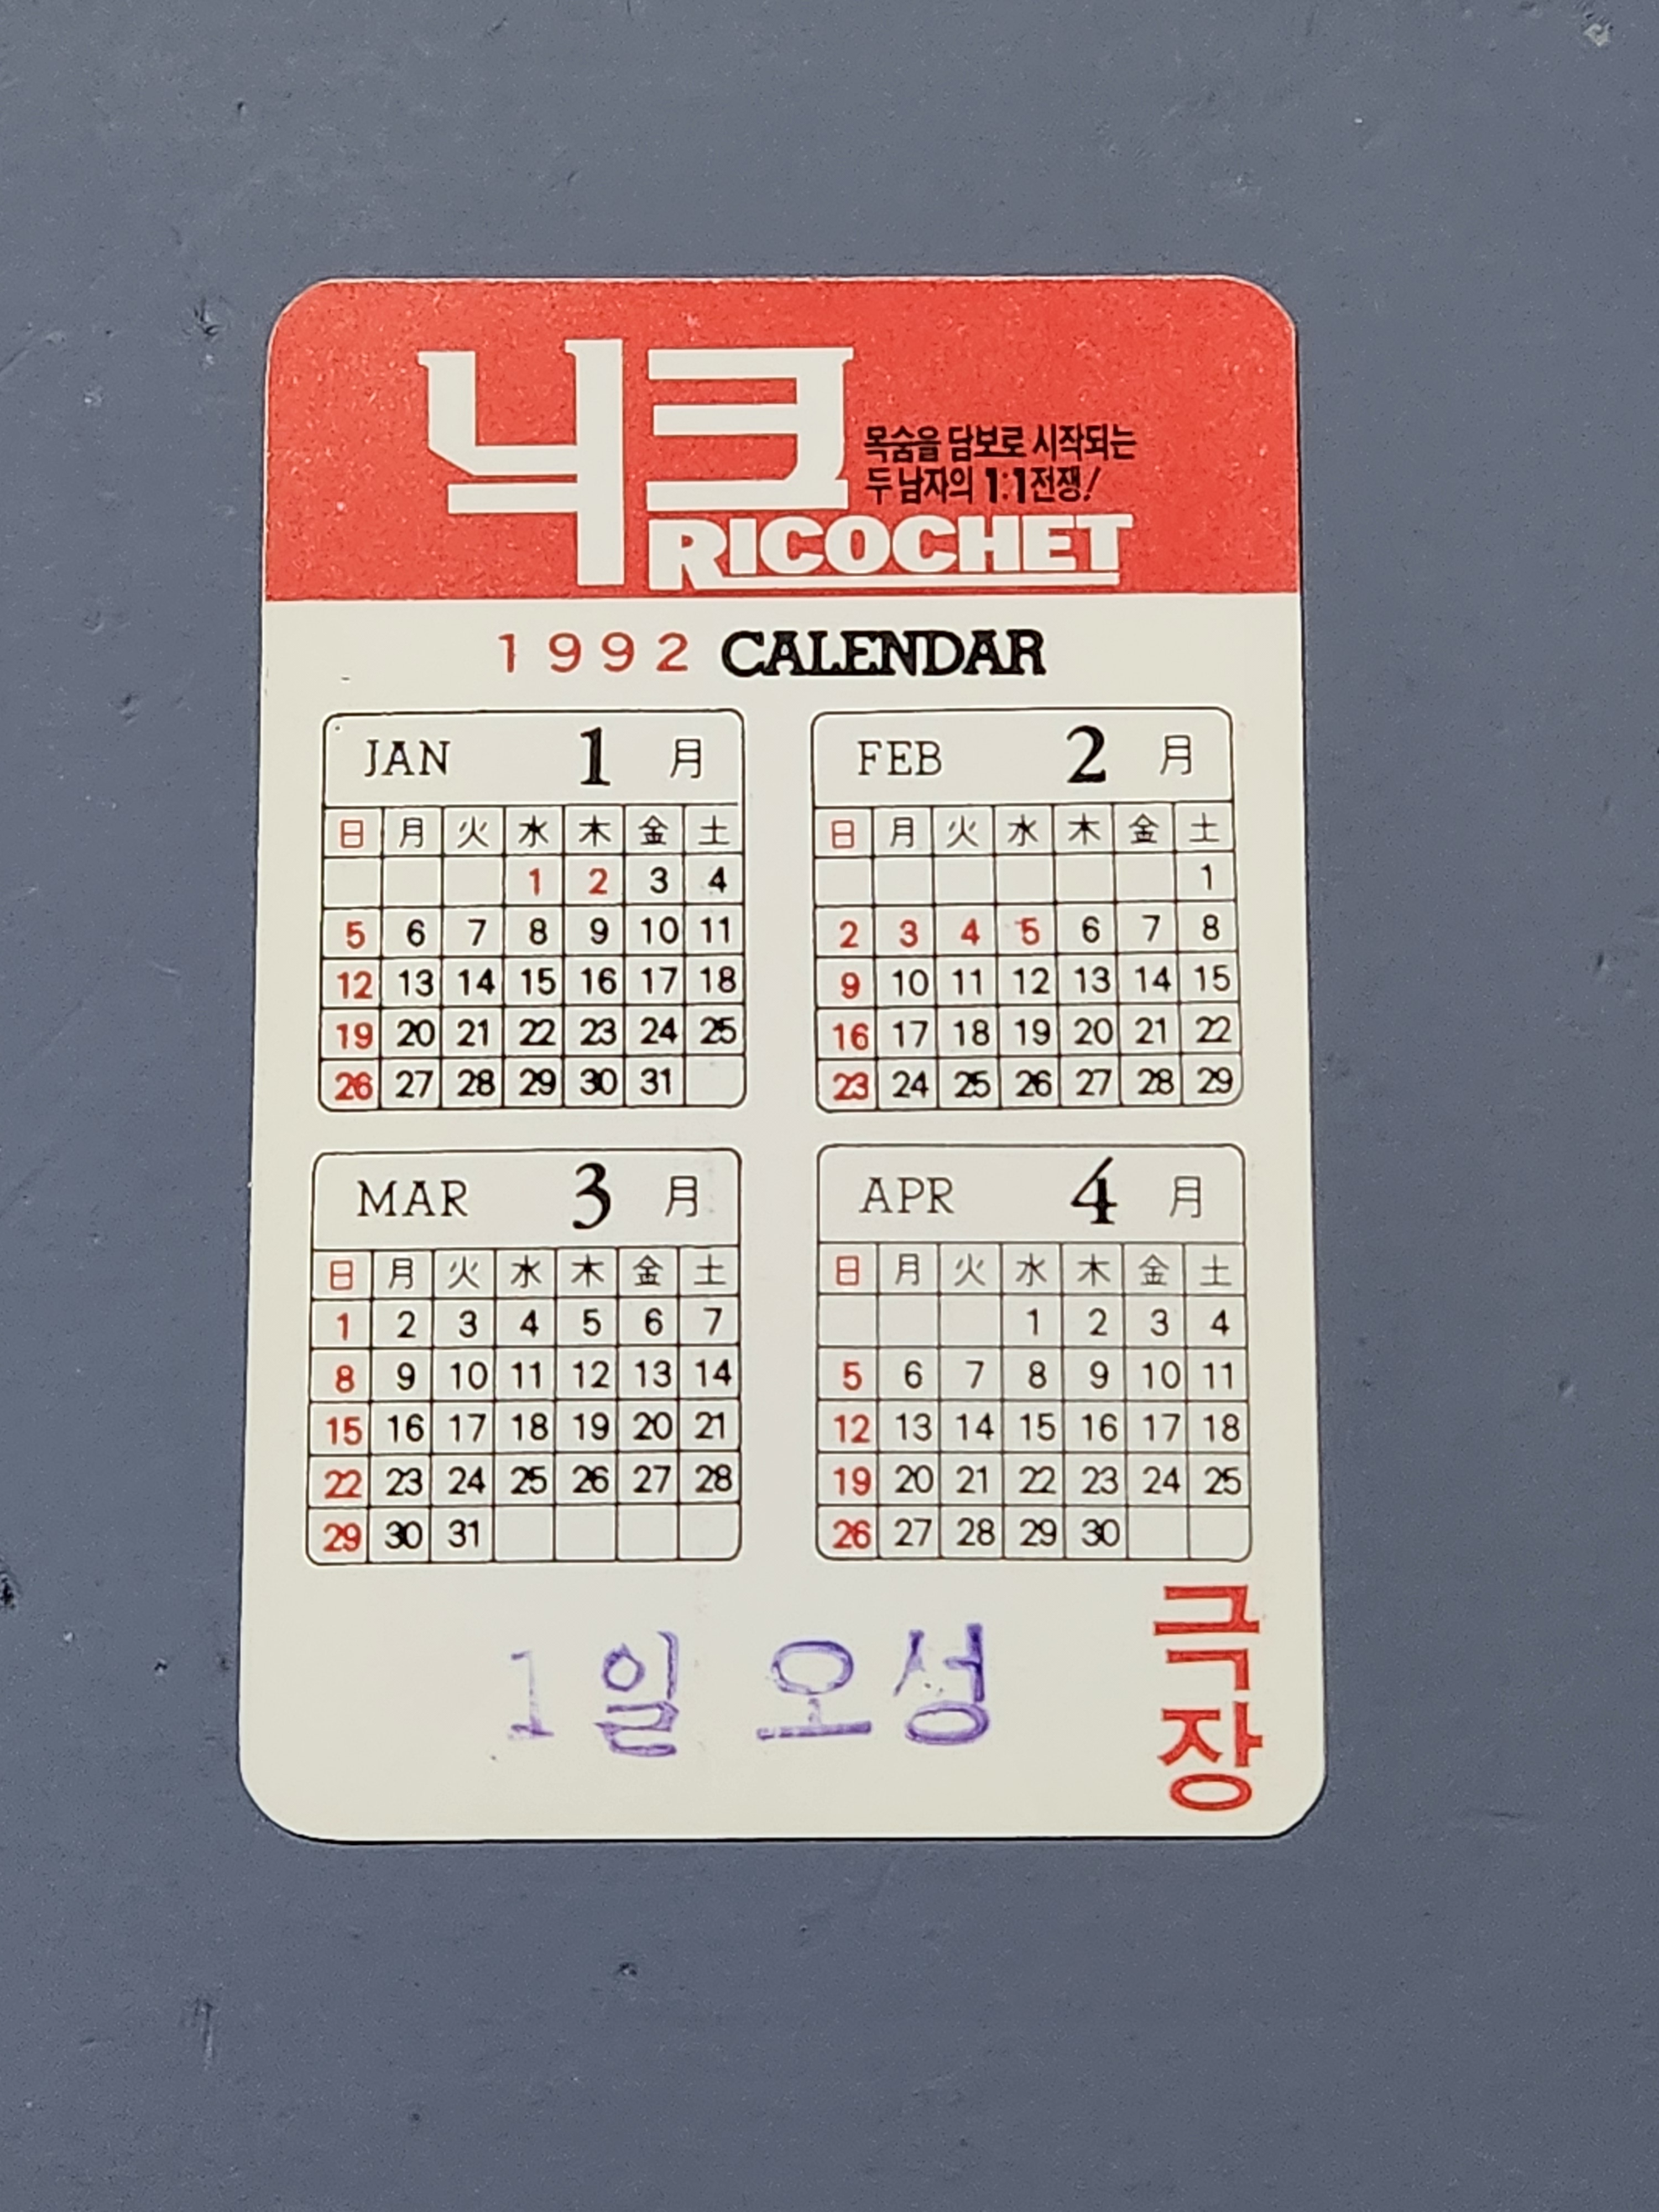 닉크
목숨을 담보로 시작되는
두 남자의 1:1전쟁!
RICOCHET
1992 CALENDAR
JAN 1 月
日 月 火 水 木 金 土
1 2 3 4
5 6 7 8 9 10 11
12 13 14 15 16 17 18
19 20 21 22 23 24 25
26 27 28 29 30 31
FEB 2 月
日 月 火 水 木 金 土
1
2 3 4 5 6 7 8
9 10 11 12 13 14 15
16 17 18 19 20 21 22
23 24 25 26 27 28 29
MAR 3 月
日 月 火 水 木 金 土
1 2 3 4 5 6 7
8 9 10 11 12 13 14
15 16 17 18 19 20 21
22 23 24 25 26 27 28
29 30 31
APR 4 月
日 月 火 水 木 金 土
1 2 3 4
5 6 7 8 9 10 11
12 13 14 15 16 17 18
19 20 21 22 23 24 25
26 27 28 29 30
1일 오성
극장